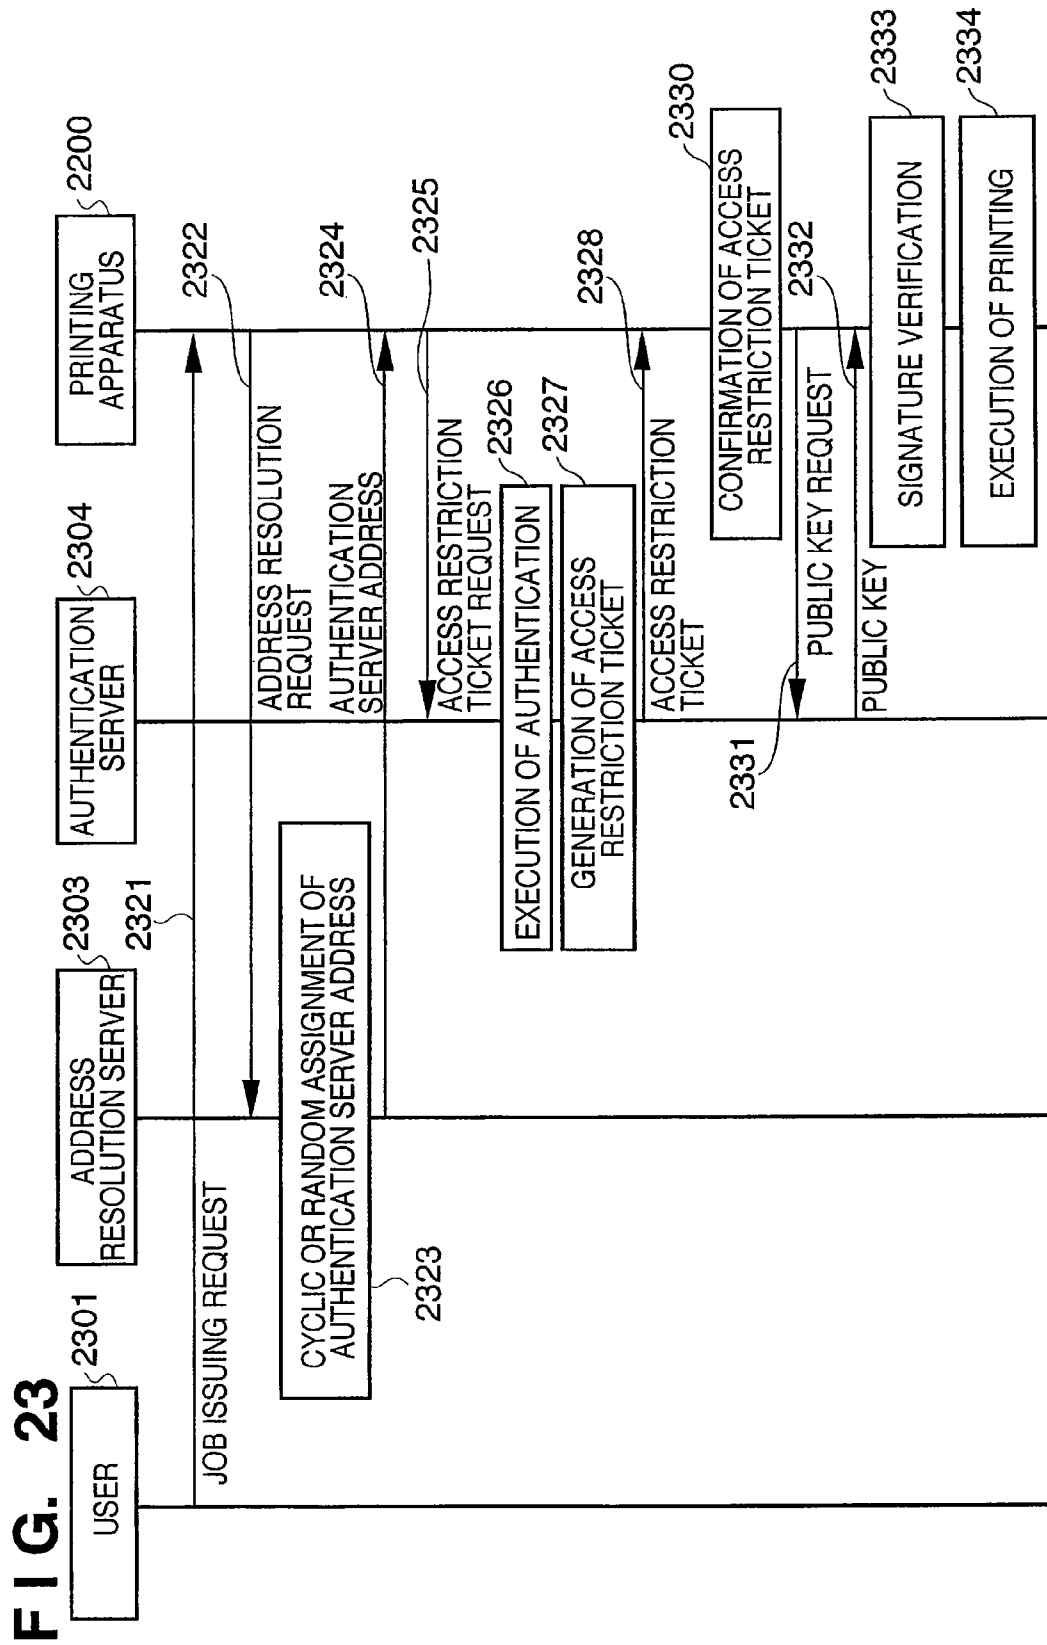 FIG. 23
USER
2301
ADDRESS
RESOLUTION SERVER
2303
AUTHENTICATION
SERVER
2304
PRINTING
APPARATUS
2200
JOB ISSUING REQUEST
2321
2322
ADDRESS RESOLUTION
REQUEST
CYCLIC OR RANDOM ASSIGNMENT OF
AUTHENTICATION SERVER ADDRESS
2323
AUTHENTICATION
SERVER ADDRESS
2324
2325
ACCESS RESTRICTION
TICKET REQUEST
EXECUTION OF AUTHENTICATION
2326
GENERATION OF ACCESS
RESTRICTION TICKET
2327
2328
ACCESS RESTRICTION
TICKET
CONFIRMATION OF ACCESS
RESTRICTION TICKET
2330
2331
PUBLIC KEY REQUEST
2332
PUBLIC KEY
SIGNATURE VERIFICATION
2333
EXECUTION OF PRINTING
2334